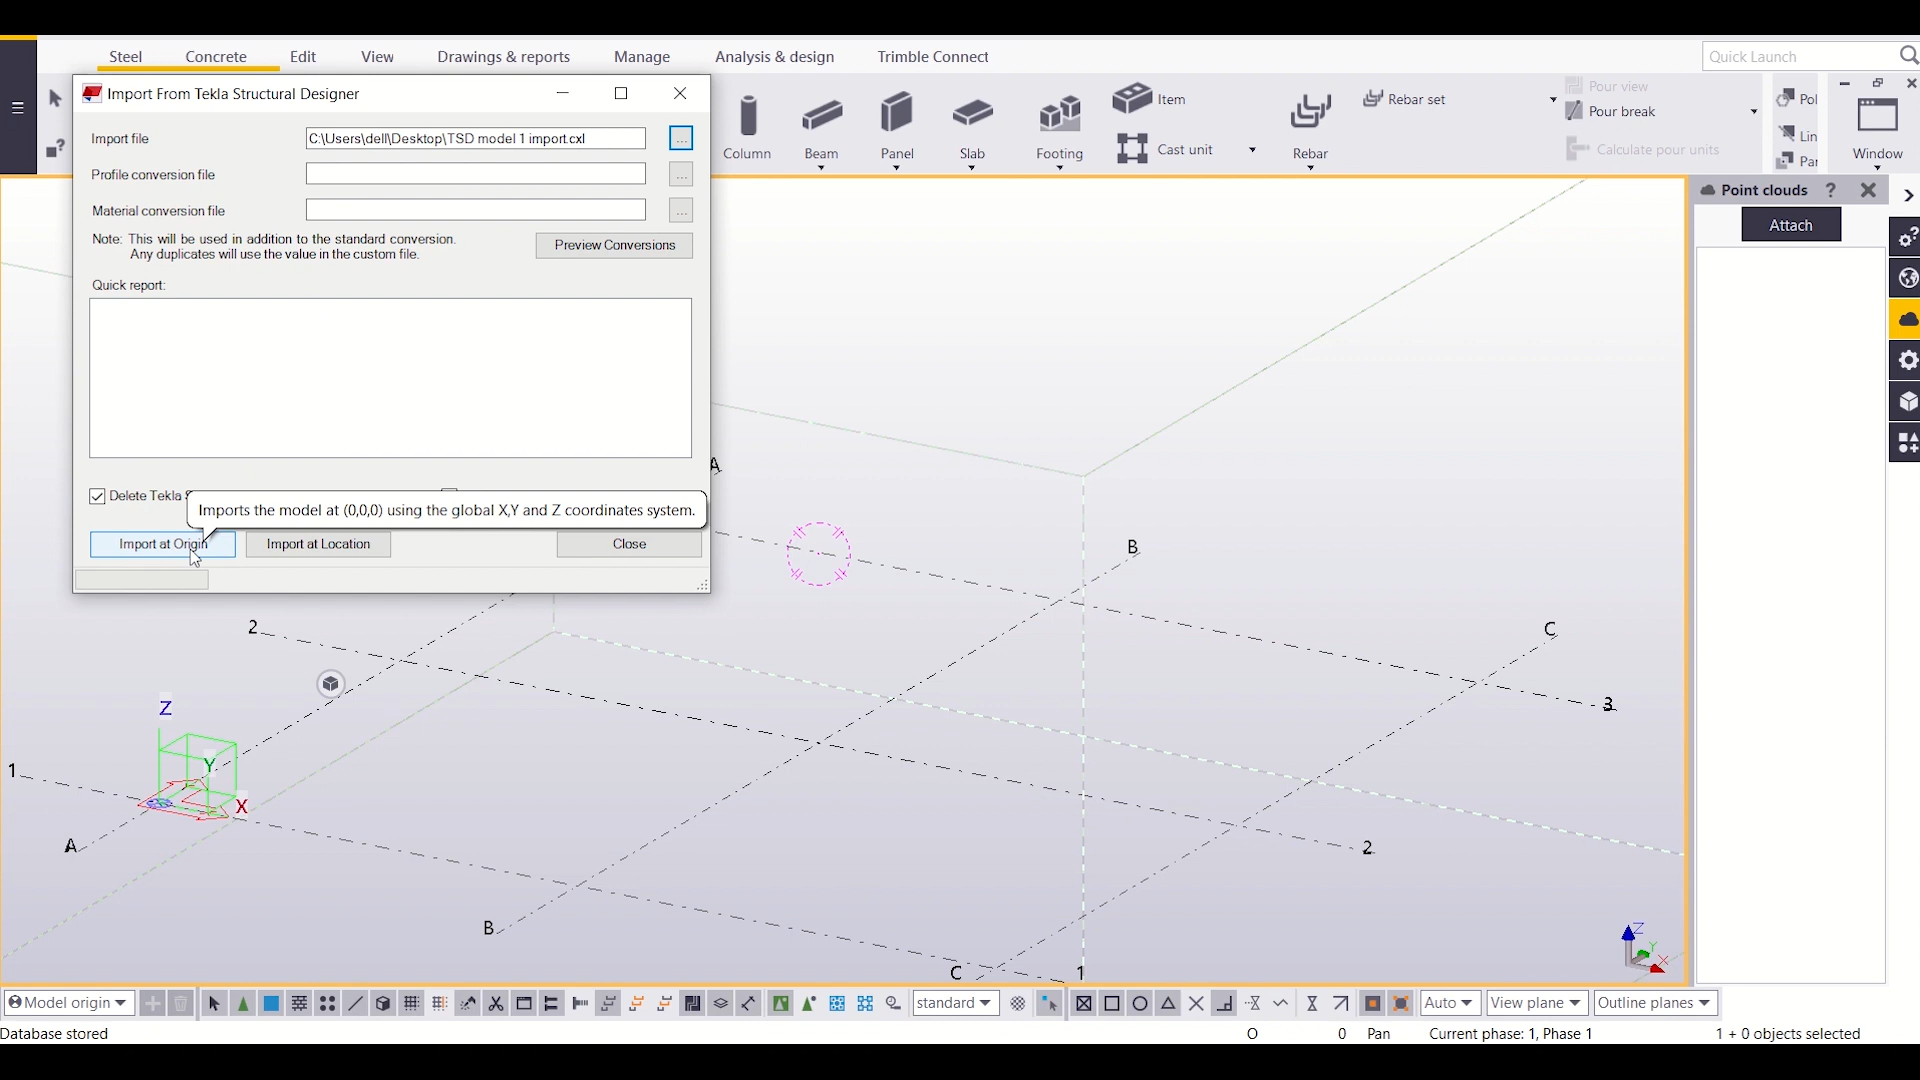 Steel Concrete Edit View Drawings & reports Manage Analysis & design Trimble Connect Quick Launch
Import From Tekla Structural Designer
Import file C:\Users\dell\Desktop\TSD model 1 import.cxl ...
Profile conversion file ...
Material conversion file ...
Note: This will be used in addition to the standard conversion.
Any duplicates will use the value in the custom file.
Preview Conversions
Quick report:
Delete Tekla S
Imports the model at (0,0,0) using the global X,Y and Z coordinates system.
Import at Origin Import at Location Close
Column Beam Panel Slab Footing
Item
Cast unit
Rebar
Rebar set
Pour view
Pour break
Calculate pour units
Pol
Lin
Par
Window
Point clouds ?
Attach
A
B
C
2
3
Z
Y
X
1
A
2
B
C
1
Z
Y
X
Model origin standard Auto View plane Outline planes
Database stored O 0 Pan Current phase: 1, Phase 1 1 + 0 objects selected